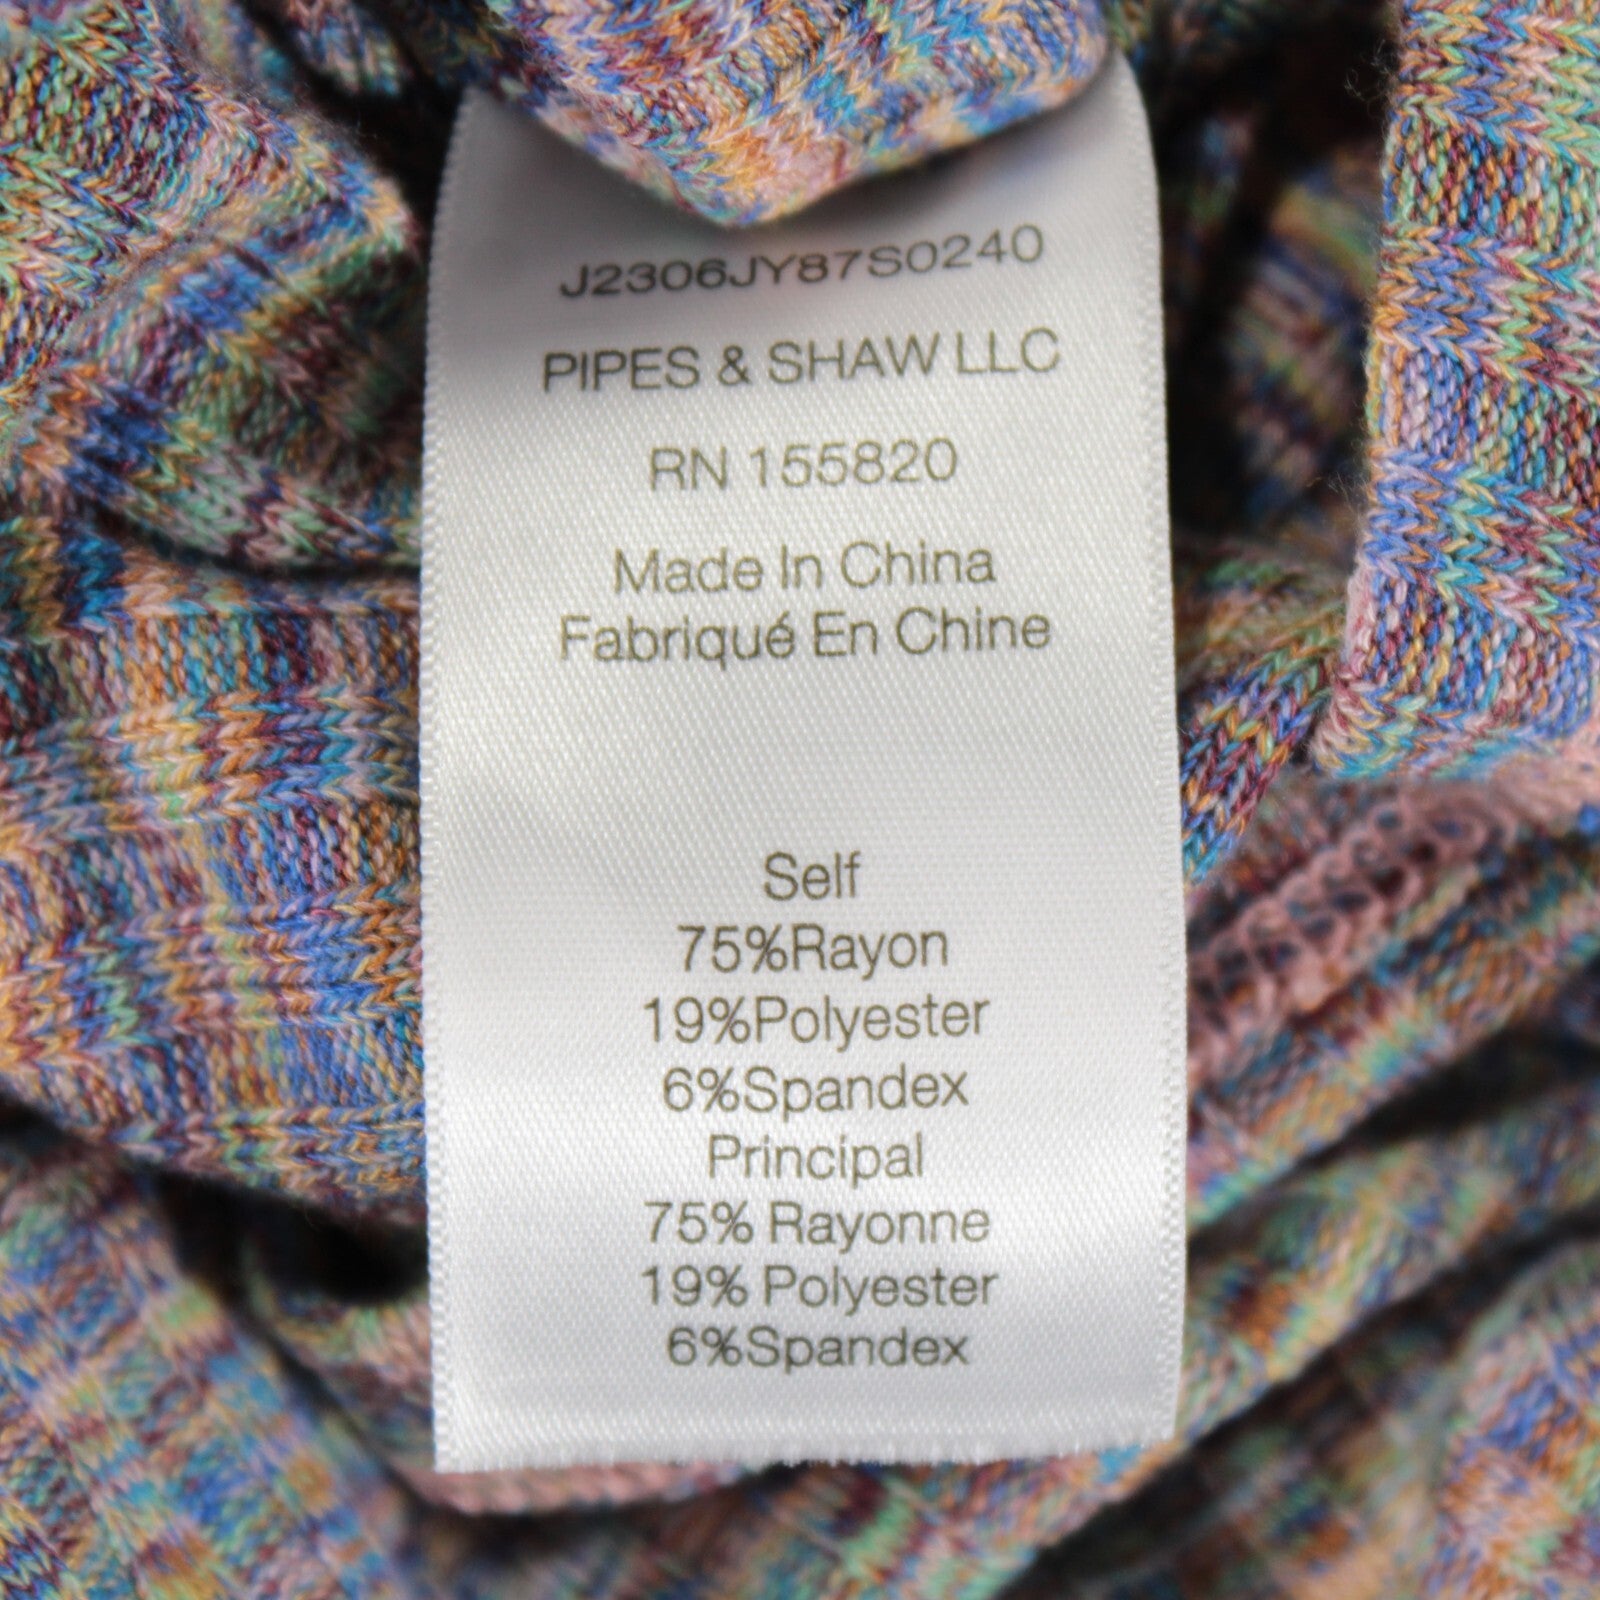 J2306JY87S0240
PIPES & SHAW LLC
RN 155820
Made In China
Fabriqué En Chine
Self
75%Rayon
19%Polyester
6%Spandex
Principal
75% Rayonne
19% Polyester
6%Spandex